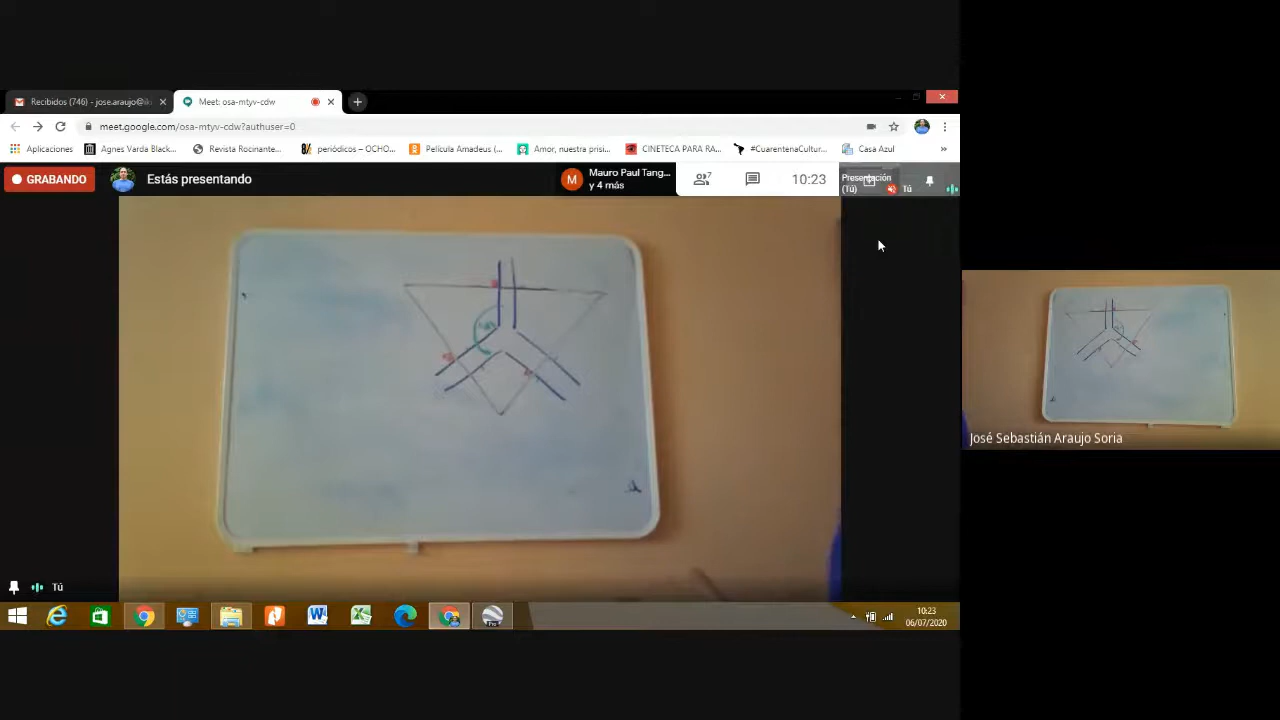 Recibidos (746) - jose.araujo@iki
Meet: osa-mtyv-cdw
meet.google.com/osa-mtyv-cdw?authuser=0
Aplicaciones
Agnes Varda Black...
Revista Rocinante...
periódicos – OCHO...
Película Amadeus (...
Amor, nuestra prisi...
CINETECA PARA RA...
#CuarentenaCultur...
Casa Azul
»
GRABANDO
Estás presentando
M
Mauro Paul Tang...
y 4 más
7
10:23
Presentación
(Tú)
Tú
Tú
José Sebastián Araujo Soria
Pro
10:23
06/07/2020